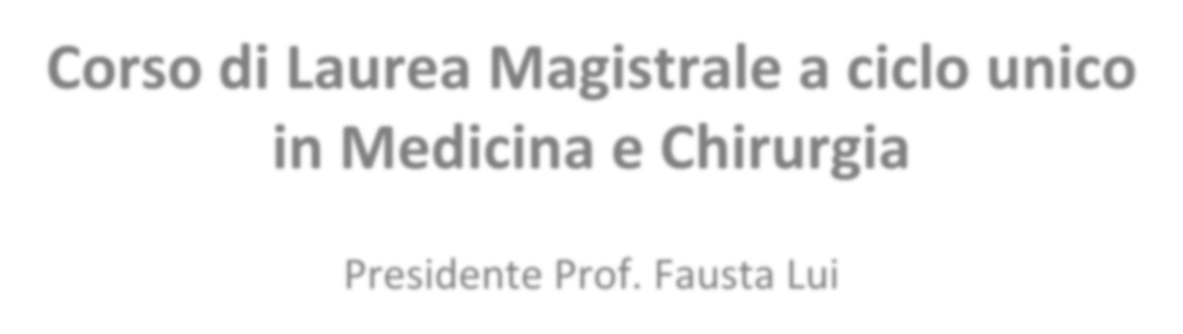 Corso di Laurea Magistrale a ciclo unico
in Medicina e Chirurgia
Presidente Prof. Fausta Lui